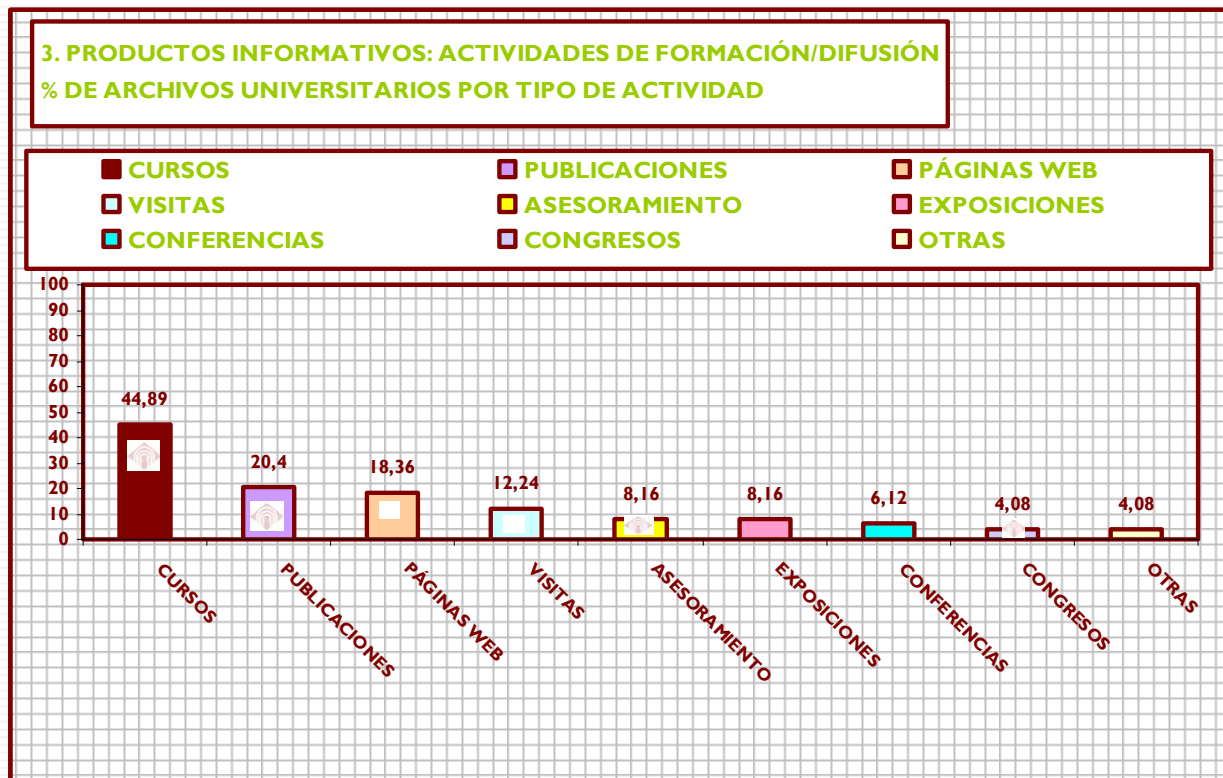 3. PRODUCTOS INFORMATIVOS: ACTIVIDADES DE FORMACIÓN/DIFUSIÓN
% DE ARCHIVOS UNIVERSITARIOS POR TIPO DE ACTIVIDAD
CURSOS
PUBLICACIONES
PÁGINAS WEB
VISITAS
ASESORAMIENTO
EXPOSICIONES
CONFERENCIAS
CONGRESOS
OTRAS
100
90
80
70
60
50
40
30
20
10
0
44,89
20,4
18,36
12,24
8,16
8,16
6,12
4,08
4,08
CURSOS
PUBLICACIONES
PÁGINAS WEB
VISITAS
ASESORAMIENTO
EXPOSICIONES
CONFERENCIAS
CONGRESOS
OTRAS